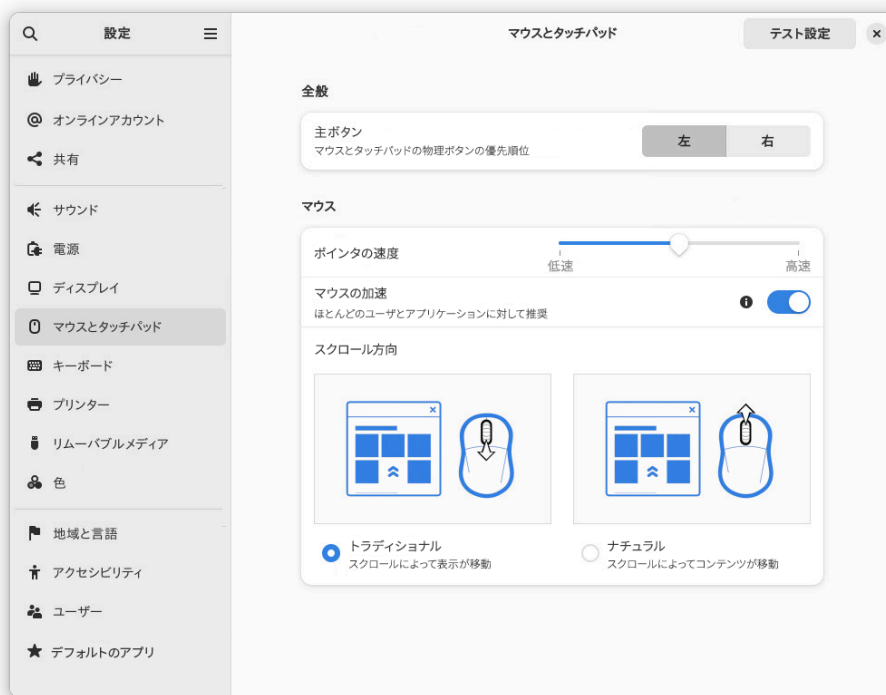 設定
プライバシー
オンラインアカウント
共有
サウンド
電源
ディスプレイ
マウスとタッチパッド
キーボード
プリンター
リムーバブルメディア
色
地域と言語
アクセシビリティ
ユーザー
デフォルトのアプリ
マウスとタッチパッド
テスト設定
全般
主ボタン
マウスとタッチパッドの物理ボタンの優先順位
左
右
マウス
ポインタの速度
低速
高速
マウスの加速
ほとんどのユーザとアプリケーションに対して推奨
スクロール方向
トラディショナル
スクロールによって表示が移動
ナチュラル
スクロールによってコンテンツが移動